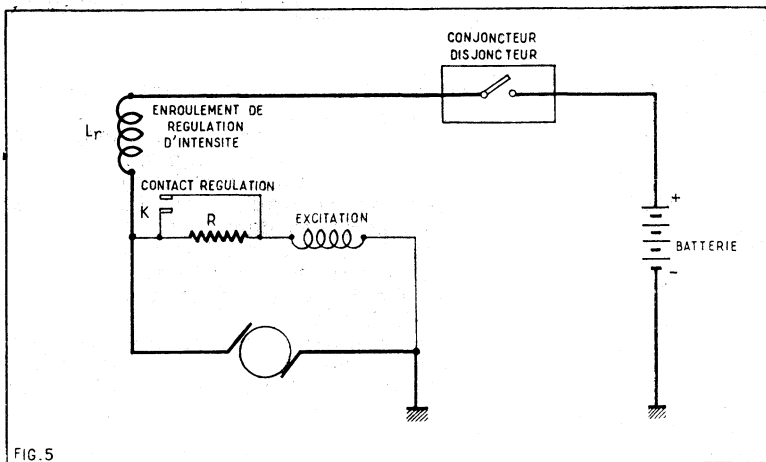 CONJONCTEUR
DISJONCTEUR
ENROULEMENT DE
REGULATION
D'INTENSITE
Lr
CONTACT REGULATION
K
R
EXCITATION
+
BATTERIE
-
FIG.5